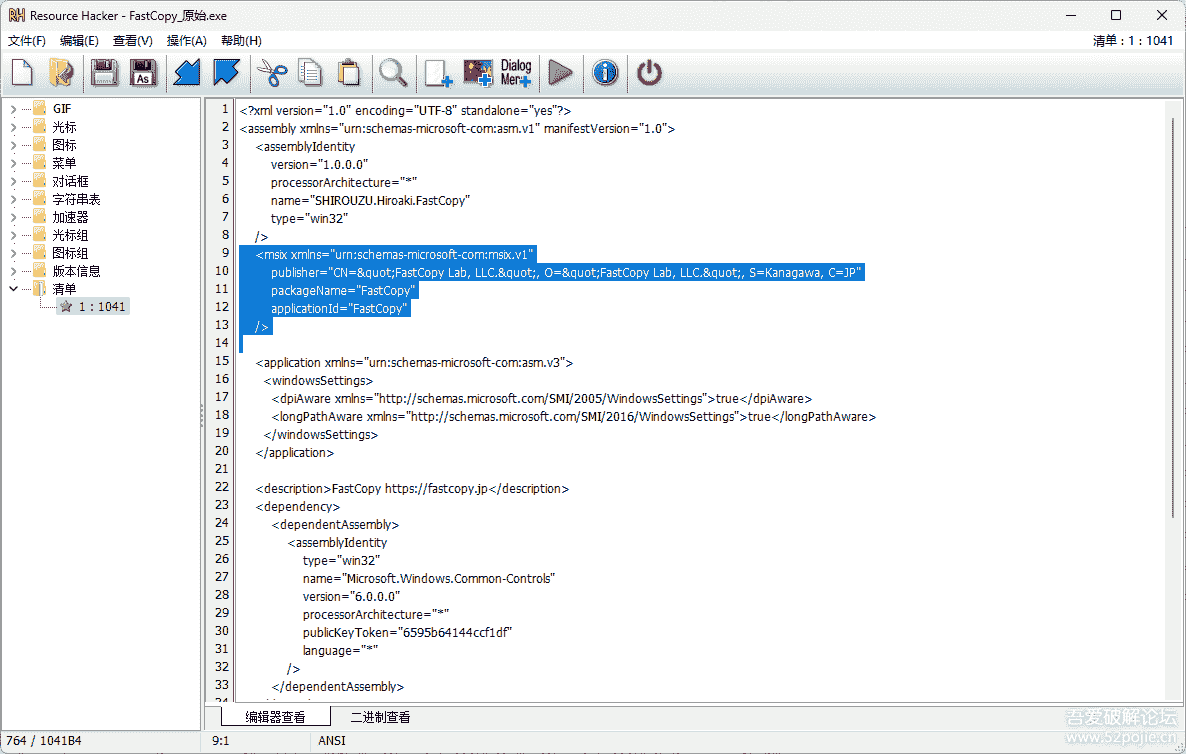 Resource Hacker - FastCopy_原始.exe
文件(F) 编辑(E) 查看(V) 操作(A) 帮助(H)
清单 : 1 : 1041
As
Dialog
Mer
GIF
光标
图标
菜单
对话框
字符串表
加速器
光标组
图标组
版本信息
清单
1 : 1041
1 <?xml version="1.0" encoding="UTF-8" standalone="yes"?>
2 <assembly xmlns="urn:schemas-microsoft-com:asm.v1" manifestVersion="1.0">
3 <assemblyIdentity
4 version="1.0.0.0"
5 processorArchitecture="*"
6 name="SHIROUZU.Hiroaki.FastCopy"
7 type="win32"
8 />
9 <msix xmlns="urn:schemas-microsoft-com:msix.v1"
10 publisher="CN=&quot;FastCopy Lab, LLC.&quot;, O=&quot;FastCopy Lab, LLC.&quot;, S=Kanagawa, C=JP"
11 packageName="FastCopy"
12 applicationId="FastCopy"
13 />
14
15 <application xmlns="urn:schemas-microsoft-com:asm.v3">
16 <windowsSettings>
17 <dpiAware xmlns="http://schemas.microsoft.com/SMI/2005/WindowsSettings">true</dpiAware>
18 <longPathAware xmlns="http://schemas.microsoft.com/SMI/2016/WindowsSettings">true</longPathAware>
19 </windowsSettings>
20 </application>
21
22 <description>FastCopy https://fastcopy.jp</description>
23 <dependency>
24 <dependentAssembly>
25 <assemblyIdentity
26 type="win32"
27 name="Microsoft.Windows.Common-Controls"
28 version="6.0.0.0"
29 processorArchitecture="*"
30 publicKeyToken="6595b64144ccf1df"
31 language="*"
32 />
33 </dependentAssembly>
编辑器查看 二进制查看
764 / 1041B4 9:1 ANSI
吾爱破解论坛
www.52pojie.cn